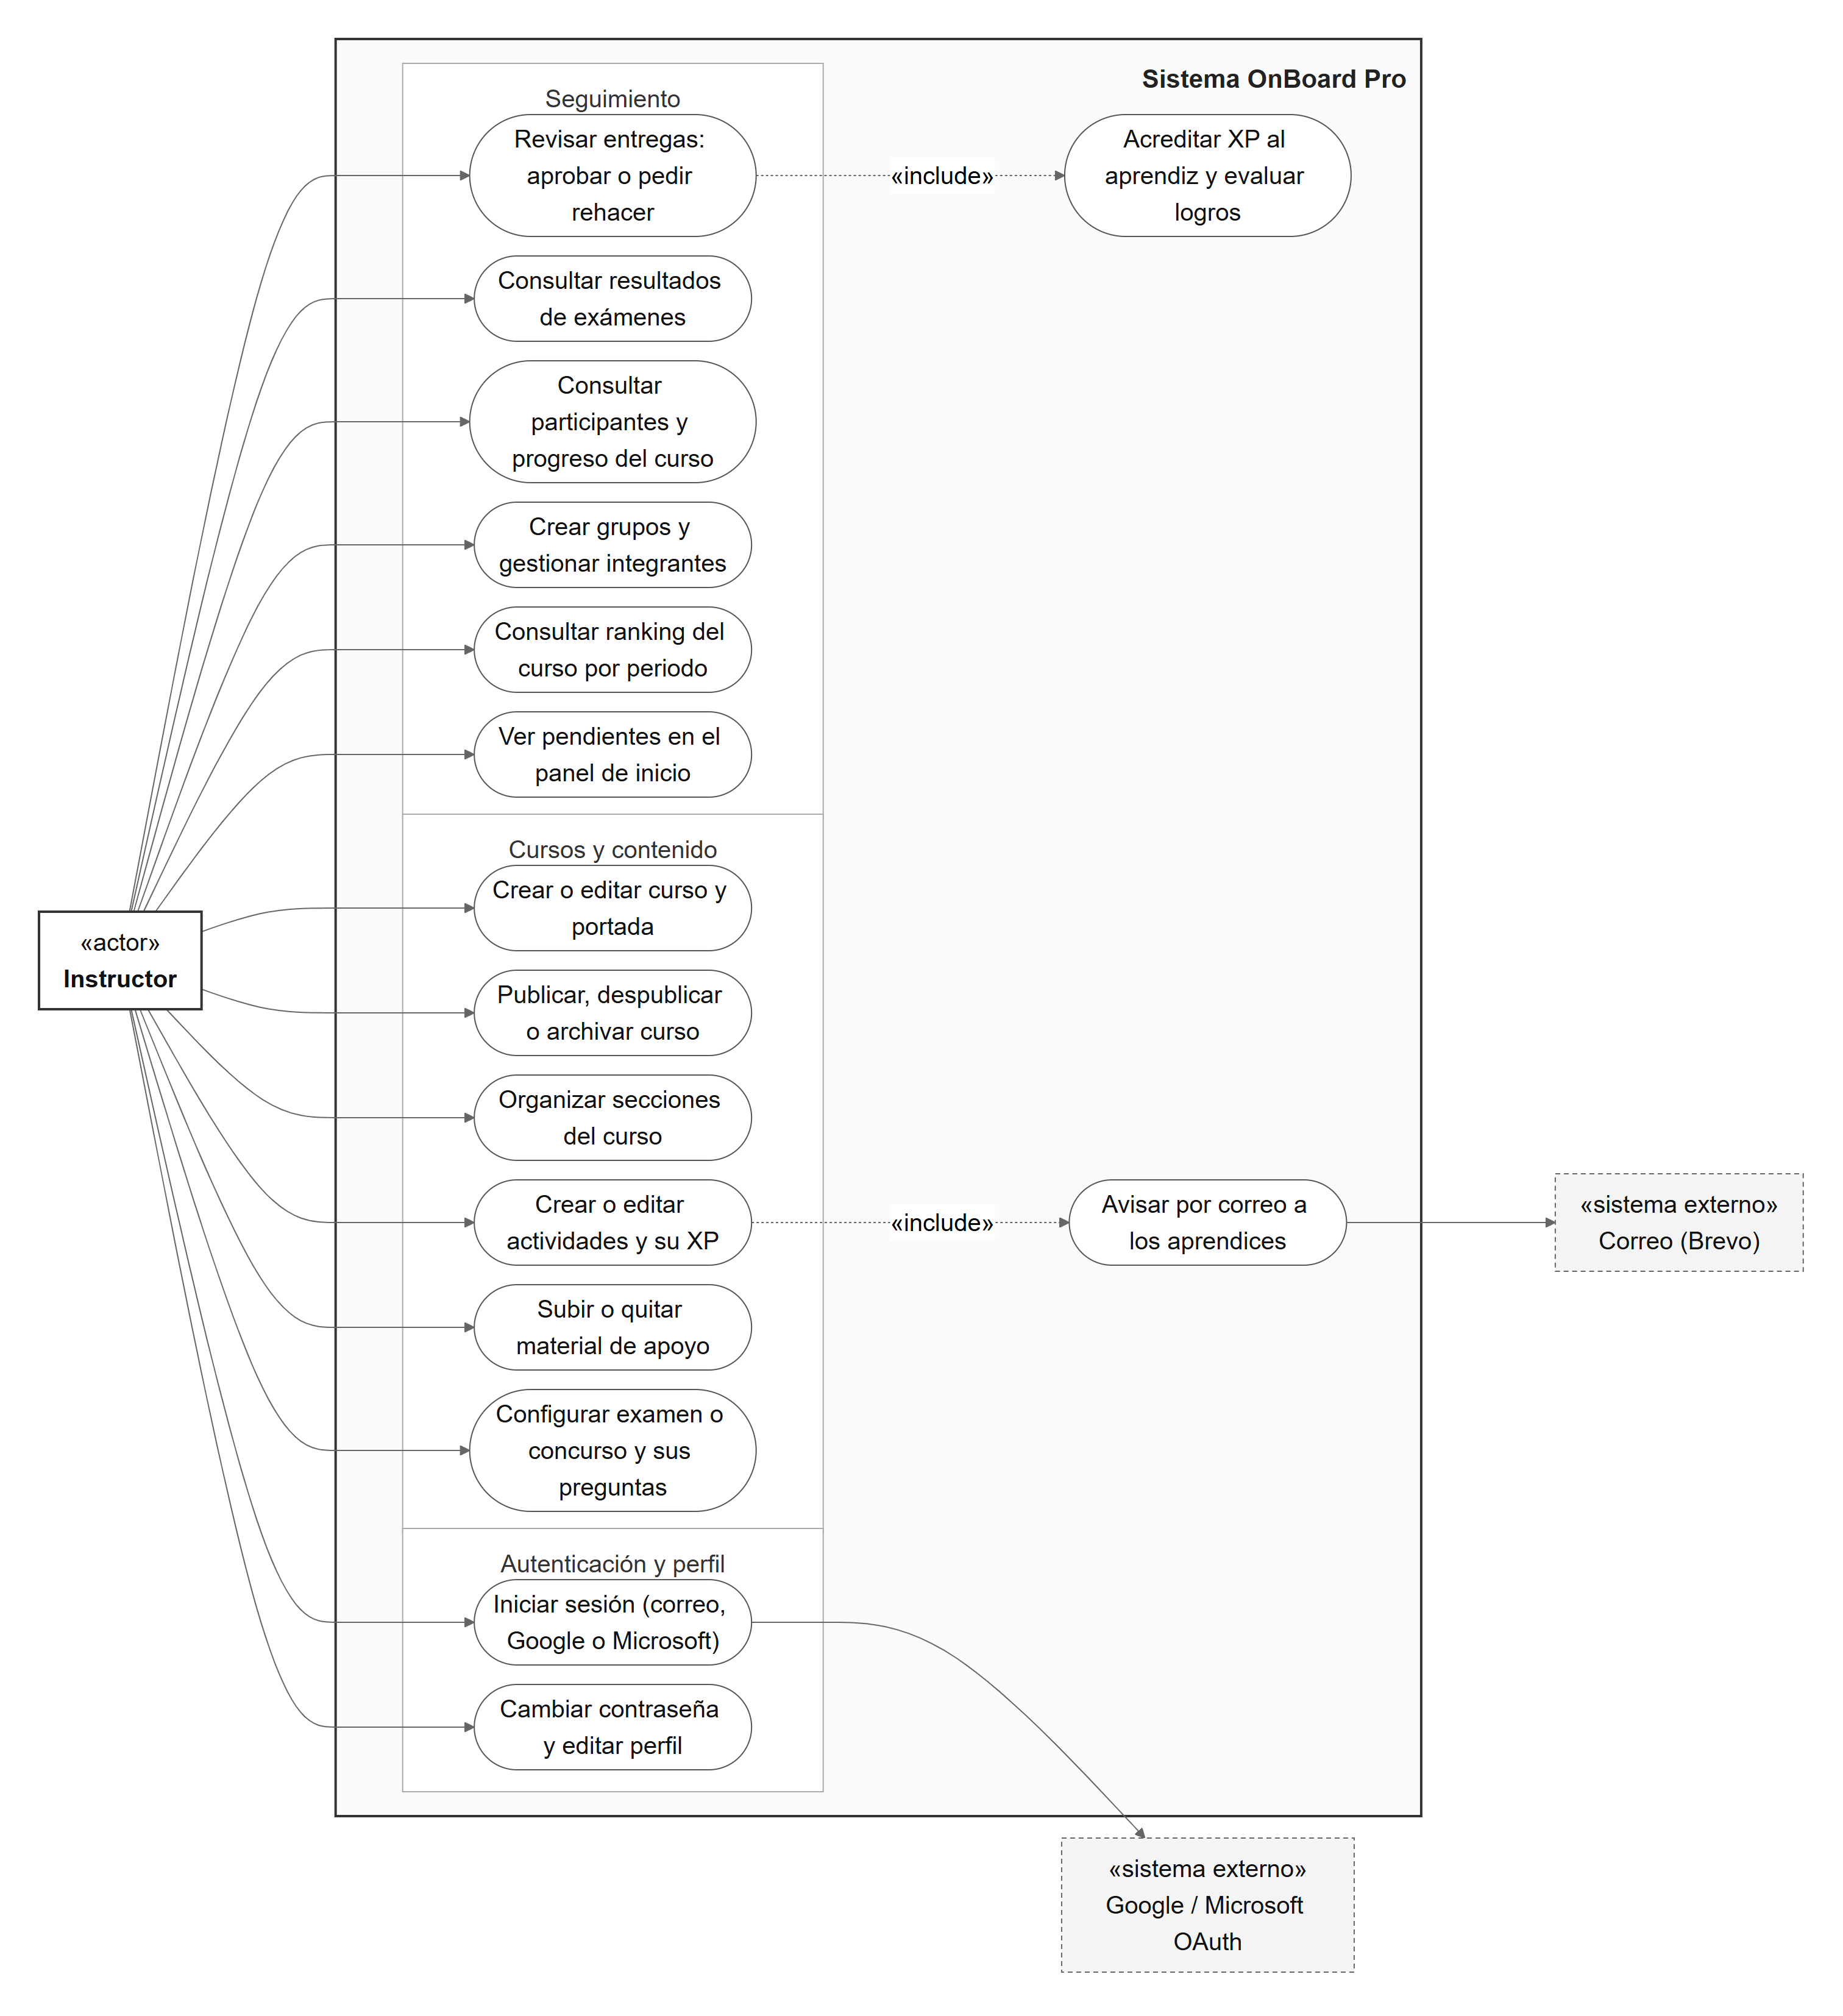 Sistema OnBoard Pro
Seguimiento
Revisar entregas:
aprobar o pedir
rehacer
«include»
Acreditar XP al
aprendiz y evaluar
logros
Consultar resultados
de exámenes
Consultar
participantes y
progreso del curso
Crear grupos y
gestionar integrantes
Consultar ranking del
curso por periodo
Ver pendientes en el
panel de inicio
«actor»
Instructor
Cursos y contenido
Crear o editar curso y
portada
Publicar, despublicar
o archivar curso
Organizar secciones
del curso
Crear o editar
actividades y su XP
«include»
Avisar por correo a
los aprendices
«sistema externo»
Correo (Brevo)
Subir o quitar
material de apoyo
Configurar examen o
concurso y sus
preguntas
Autenticación y perfil
Iniciar sesión (correo,
Google o Microsoft)
Cambiar contraseña
y editar perfil
«sistema externo»
Google / Microsoft
OAuth